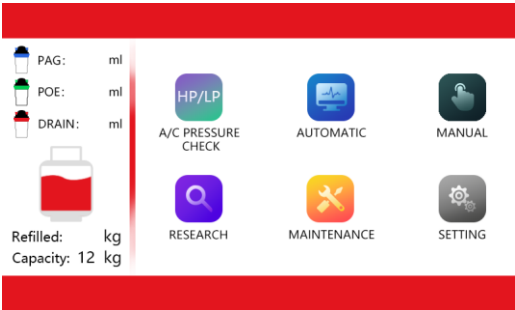 PAG: ml
POE: ml
DRAIN: ml
Refilled: kg
Capacity: 12 kg
HP/LP
A/C PRESSURE
CHECK
AUTOMATIC
MANUAL
RESEARCH
MAINTENANCE
SETTING